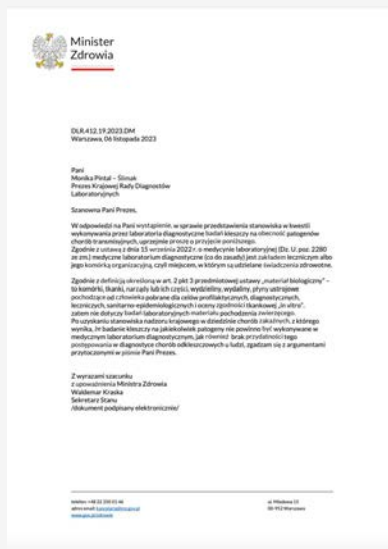 Minister
Zdrowia
DLR.412.19.2023.DM
Warszawa, 06 listopada 2023
Pani
Monika Pintal – Ślimak
Prezes Krajowej Rady Diagnostów
Laboratoryjnych
Szanowna Pani Prezes,
W odpowiedzi na Pani wystąpienie, w sprawie przedstawienia stanowiska w kwestii
wykonywania przez laboratoria diagnostyczne badań kleszczy na obecność patogenów
chorób transmisyjnych, uprzejmie proszę o przyjęcie poniższego.
Zgodnie z ustawą z dnia 15 września 2022 r. o medycynie laboratoryjnej (Dz. U. poz. 2280
ze zm.) medyczne laboratorium diagnostyczne (co do zasady) jest zakładem leczniczym albo
jego komórką organizacyjną, czyli miejscem, w którym są udzielane świadczenia zdrowotne.
Zgodnie z definicją określoną w art. 2 pkt 3 przedmiotowej ustawy „materiał biologiczny” –
to komórki, tkanki, narządy lub ich części, wydzieliny, wydaliny, płyny ustrojowe
pochodzące od człowieka pobrane dla celów profilaktycznych, diagnostycznych,
leczniczych, sanitarno-epidemiologicznych i oceny zgodności tkankowej „in vitro”.
zatem nie dotyczy badań laboratoryjnych materiału pochodzenia zwierzęcego.
Po uzyskaniu stanowiska nadzoru krajowego w dziedzinie chorób zakaźnych, z którego
wynika, że badanie kleszczy na jakiekolwiek patogeny nie powinno być wykonywane w
medycznym laboratorium diagnostycznym, jak również brak przydatności tego
postępowania w diagnostyce chorób odkleszczowych u ludzi, zgadzam się z argumentami
przytoczonymi w piśmie Pani Prezes.
Z wyrazami szacunku
z upoważnienia Ministra Zdrowia
Waldemar Kraska
Sekretarz Stanu
/dokument podpisany elektronicznie/
telefon:
adres email:
www.gov.pl/zdrowie
ul. Miodowa 15
00-952 Warszawa